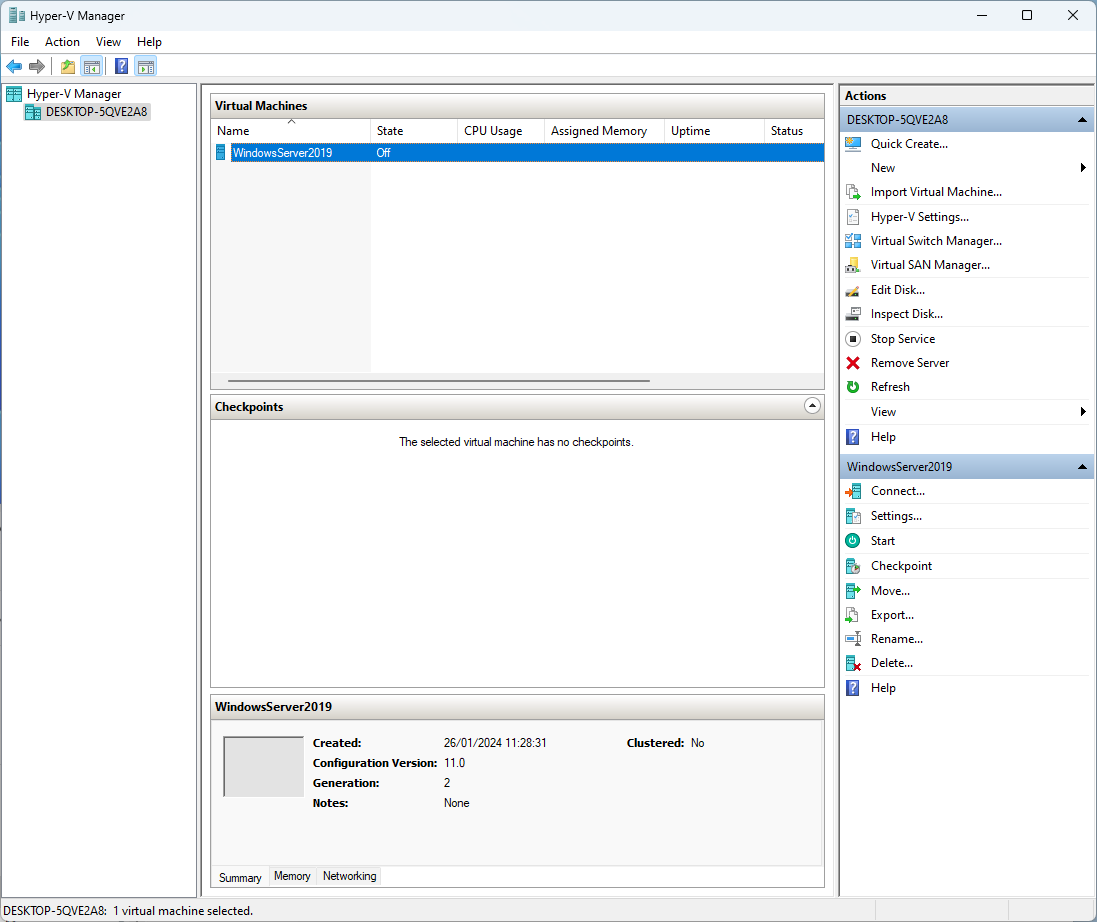 Hyper-V Manager
File Action View Help
Hyper-V Manager
DESKTOP-5QVE2A8
Virtual Machines
Name State CPU Usage Assigned Memory Uptime Status
WindowsServer2019 Off
Checkpoints
The selected virtual machine has no checkpoints.
WindowsServer2019
Created: 26/01/2024 11:28:31 Clustered: No
Configuration Version: 11.0
Generation: 2
Notes: None
Summary Memory Networking
Actions
DESKTOP-5QVE2A8
Quick Create...
New
Import Virtual Machine...
Hyper-V Settings...
Virtual Switch Manager...
Virtual SAN Manager...
Edit Disk...
Inspect Disk...
Stop Service
Remove Server
Refresh
View
Help
WindowsServer2019
Connect...
Settings...
Start
Checkpoint
Move...
Export...
Rename...
Delete...
Help
DESKTOP-5QVE2A8: 1 virtual machine selected.